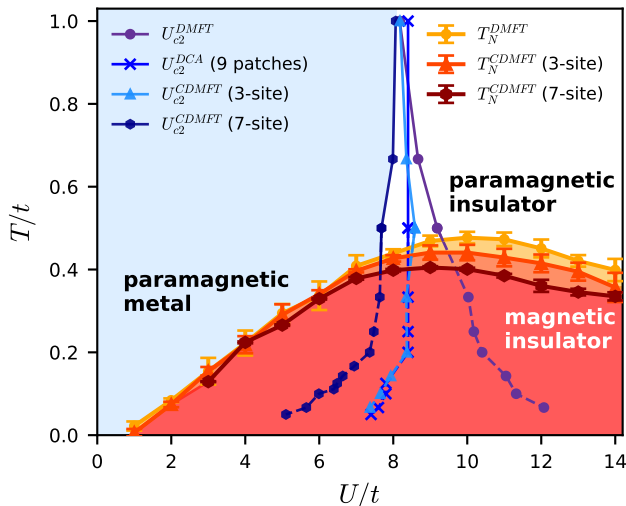 U_{c2}^{DMFT}
U_{c2}^{DCA} (9 patches)
U_{c2}^{CDMFT} (3-site)
U_{c2}^{CDMFT} (7-site)
T_N^{DMFT}
T_N^{CDMFT} (3-site)
T_N^{CDMFT} (7-site)
paramagnetic
insulator
paramagnetic
metal
magnetic
insulator
T/t
1.0
0.8
0.6
0.4
0.2
0.0
0 2 4 6 8 10 12 14
U/t